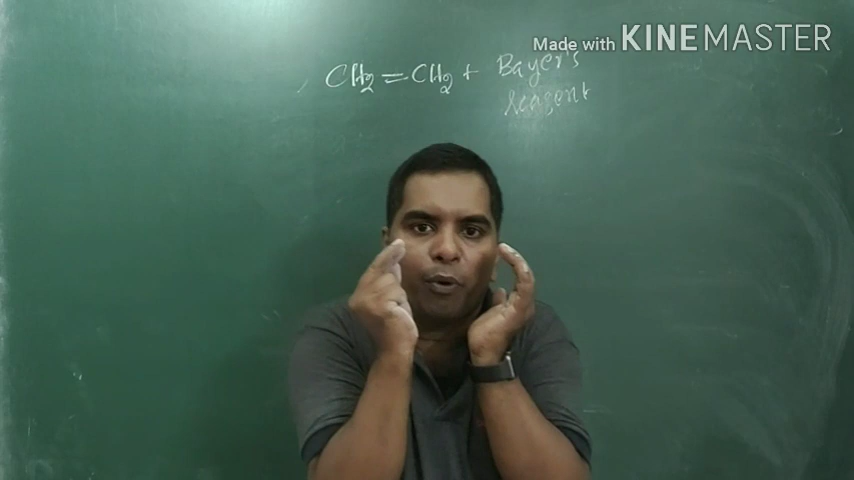 Made with KINEMASTER
CH2 = CH2 + Bayer's
reagent